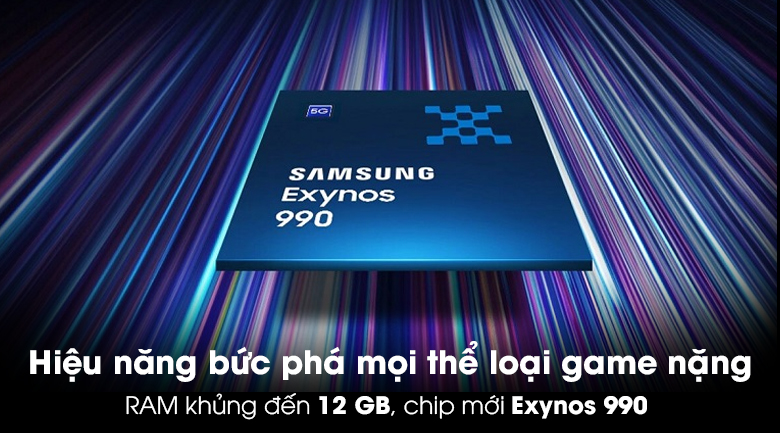 5G
SAMSUNG
Exynos
990
Hiệu năng bức phá mọi thể loại game nặng
RAM khủng đến 12 GB, chip mới Exynos 990